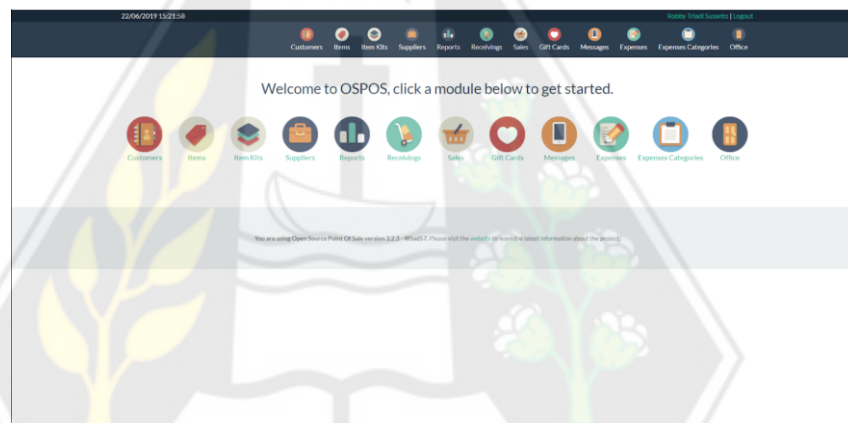 22/06/2019 15:21:58
Robby Triadi Susanto | Logout
Customers Items Item Kits Suppliers Reports Receivings Sales Gift Cards Messages Expenses Expenses Categories Office
Welcome to OSPOS, click a module below to get started.
Customers Items Item Kits Suppliers Reports Receivings Sales Gift Cards Messages Expenses Expenses Categories Office
You are using Open Source Point Of Sale version 3.2.3 - Please visit the website to learn the latest information about the project.